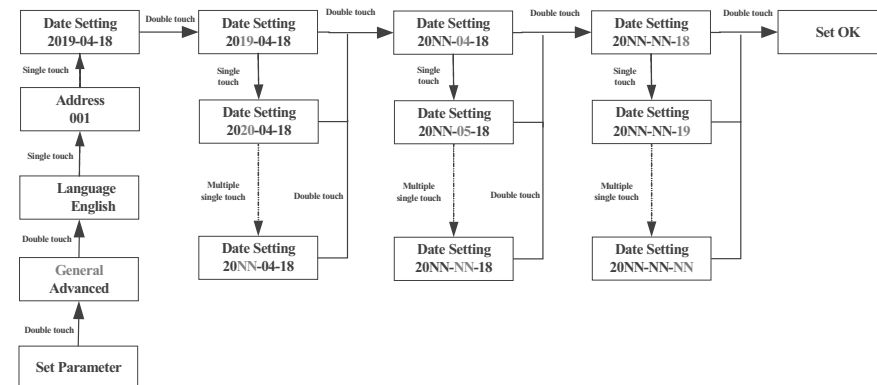 Date Setting
2019-04-18
Double touch
Date Setting
2019-04-18
Double touch
Date Setting
20NN-04-18
Double touch
Date Setting
20NN-NN-18
Double touch
Set OK
Single touch
Single
touch
Single
touch
Single
touch
Address
001
Date Setting
2020-04-18
Date Setting
20NN-05-18
Date Setting
20NN-NN-19
Single touch
Language
English
Multiple
single touch
Double touch
Multiple
single touch
Double touch
Multiple
single touch
Double touch
Date Setting
20NN-04-18
Date Setting
20NN-NN-18
Date Setting
20NN-NN-NN
General
Advanced
Double touch
Set Parameter